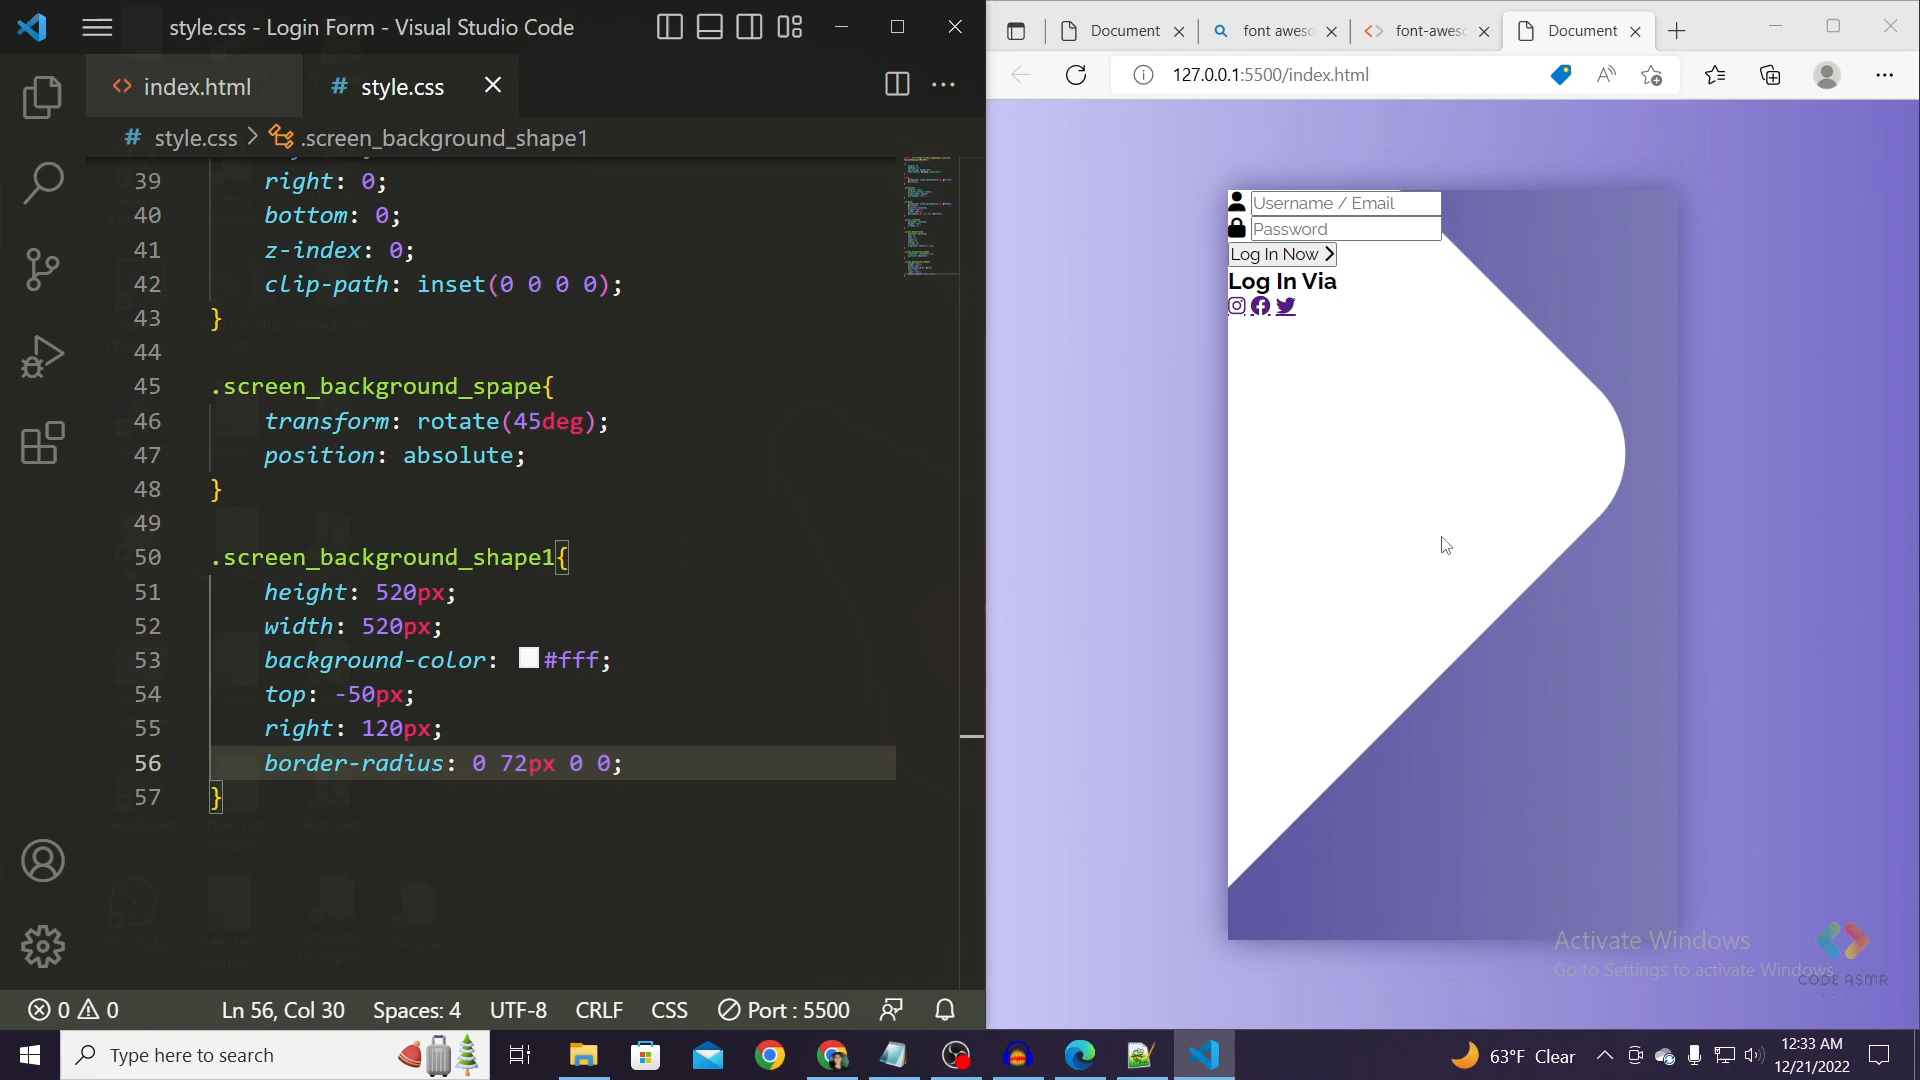 style.css - Login Form - Visual Studio Code
index.html
# style.css
# style.css > .screen_background_shape1
39 right: 0;
40 bottom: 0;
41 z-index: 0;
42 clip-path: inset(0 0 0 0);
43 }
44
45 .screen_background_spape{
46 transform: rotate(45deg);
47 position: absolute;
48 }
49
50 .screen_background_shape1{
51 height: 520px;
52 width: 520px;
53 background-color: #fff;
54 top: -50px;
55 right: 120px;
56 border-radius: 0 72px 0 0;
57 }
0 0
Ln 56, Col 30 Spaces: 4 UTF-8 CRLF CSS Port : 5500
Document
font awesc
font-awesc
Document
127.0.0.1:5500/index.html
Username / Email
Password
Log In Now
Log In Via
Activate Windows
Go to Settings to activate Windows.
CODE ASMR
Type here to search
63°F Clear
12:33 AM
12/21/2022